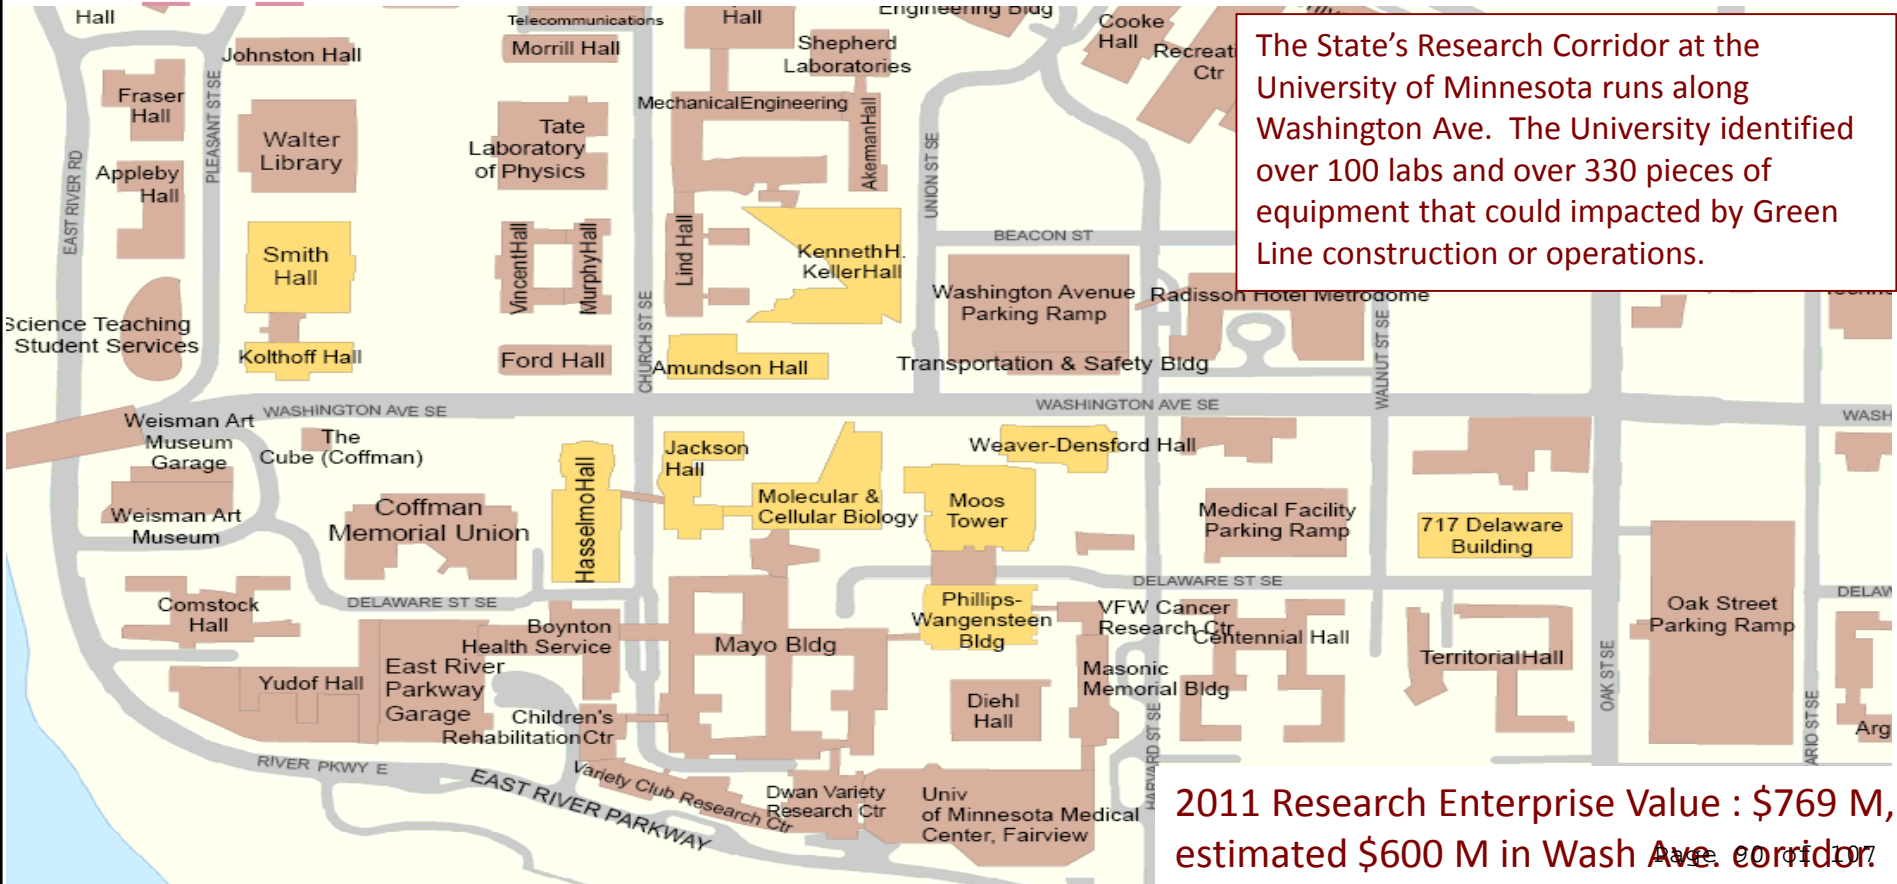 Hall
Telecommunications
Hall
Engineering Bldg
Cooke
Hall
Recreati
Ctr
Johnston Hall
Morrill Hall
Shepherd
Laboratories
Fraser
Hall
PLEASANT ST SE
Walter
Library
Tate
Laboratory
of Physics
MechanicalEngineering
AkermanHall
UNION ST SE
The State’s Research Corridor at the
University of Minnesota runs along
Washington Ave. The University identified
over 100 labs and over 330 pieces of
equipment that could impacted by Green
Line construction or operations.
EAST RIVER RD
Appleby
Hall
Smith
Hall
VincentHall
MurphyHall
Lind Hall
KennethH.
KellerHall
BEACON ST
Washington Avenue
Parking Ramp
Radisson Hotel Metrodome
Science Teaching
Student Services
Kolthoff Hall
Ford Hall
CHURCH ST SE
Amundson Hall
Transportation & Safety Bldg
WALNUT ST SE
WASHINGTON AVE SE
WASHINGTON AVE SE
WASH
Weisman Art
Museum
Garage
The
Cube (Coffman)
HasselmoHall
Jackson
Hall
Weaver-Densford Hall
Weisman Art
Museum
Coffman
Memorial Union
Molecular &
Cellular Biology
Moos
Tower
Medical Facility
Parking Ramp
717 Delaware
Building
DELAWARE ST SE
DELAWARE ST SE
DELAW
Comstock
Hall
Boynton
Health Service
Mayo Bldg
Phillips-
Wangensteen
Bldg
VFW Cancer
Research Ctr
Centennial Hall
TerritorialHall
OAK ST SE
Oak Street
Parking Ramp
Yudof Hall
East River
Parkway
Garage
Masonic
Memorial Bldg
Diehl
Hall
Children's
RehabilitationCtr
HARVARD ST SE
ARIO ST SE
Arg
RIVER PKWY E
EAST RIVER PARKWAY
Variety Club Research Ctr
Dwan Variety
Research Ctr
Univ
of Minnesota Medical
Center, Fairview
2011 Research Enterprise Value : $769 M,
estimated $600 M in Wash Ave. corridor.
Page 90 of 107